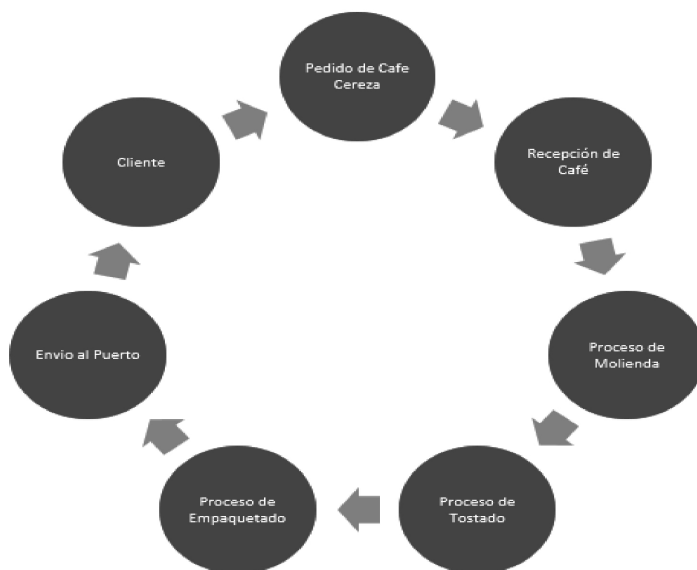 Pedido de Cafe
Cereza
Recepción de
Café
Proceso de
Molienda
Proceso de
Tostado
Proceso de
Empaquetado
Envio al Puerto
Cliente